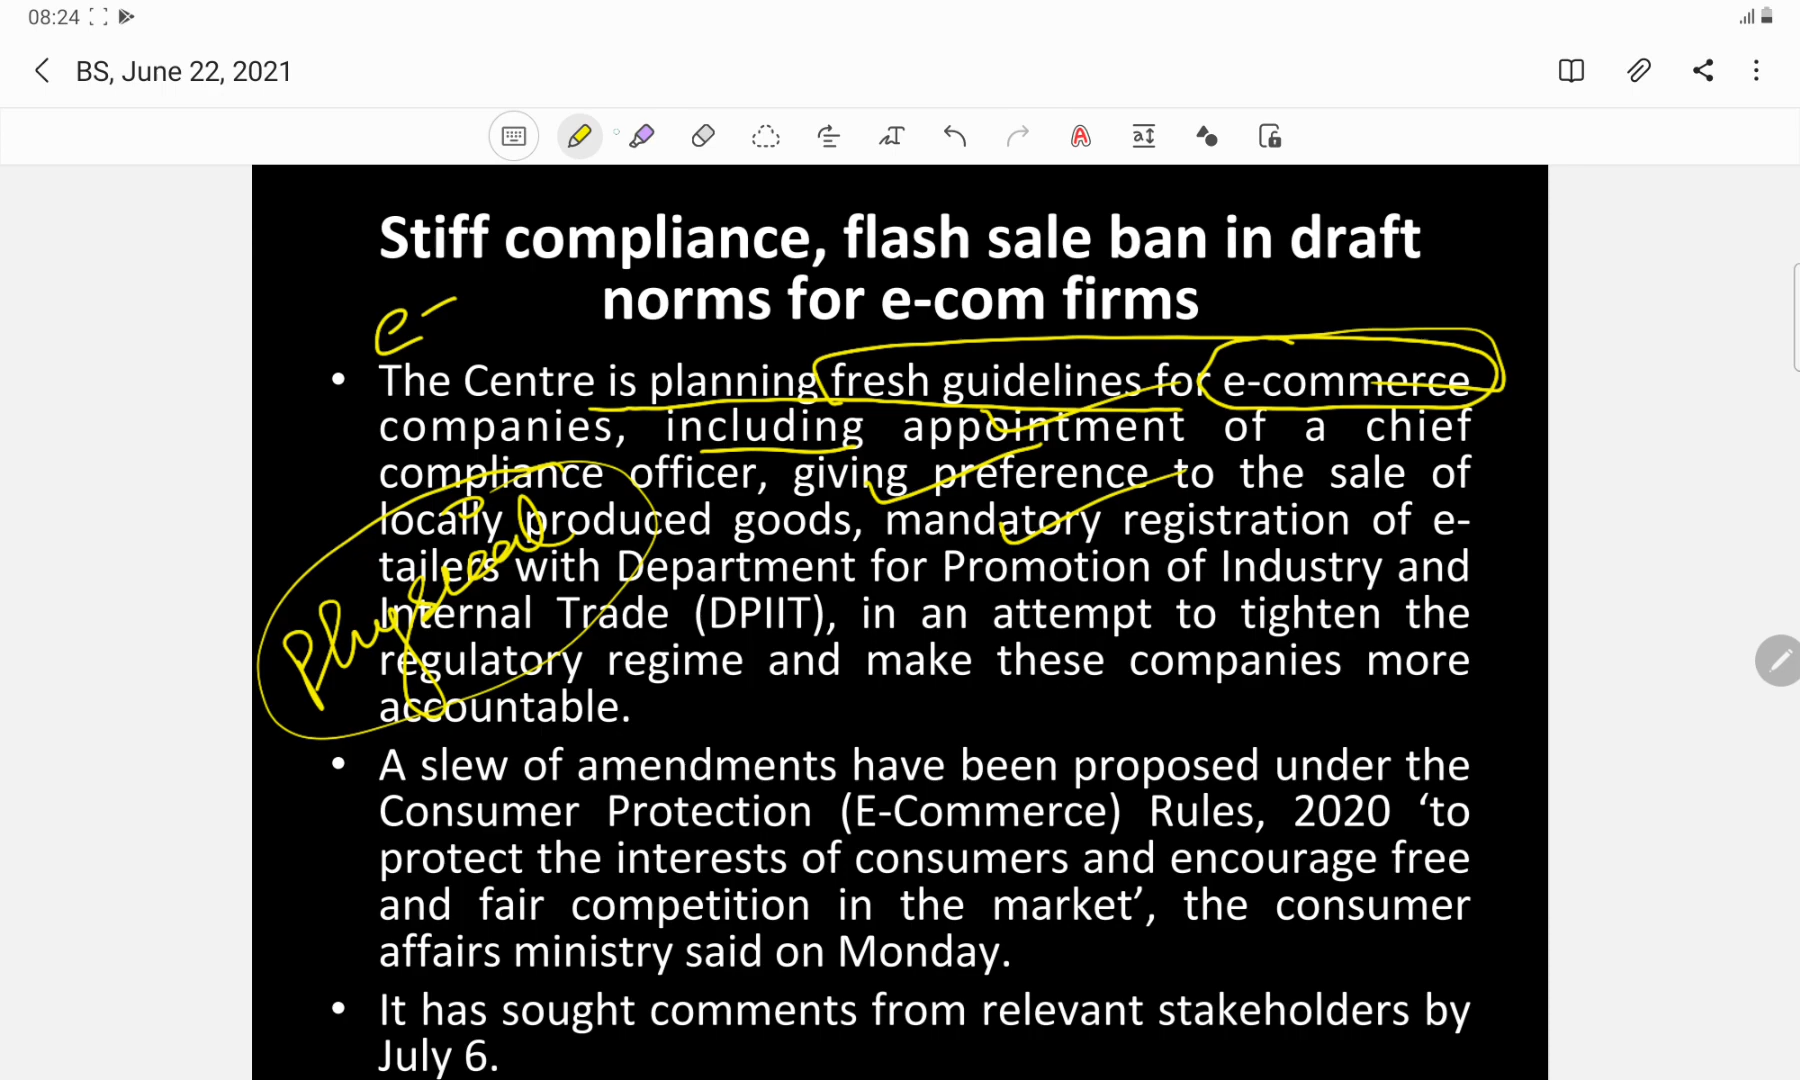 08:24
BS, June 22, 2021
Stiff compliance, flash sale ban in draft
norms for e-com firms
e-
• The Centre is planning fresh guidelines for e-commerce
companies, including appointment of a chief
compliance officer, giving preference to the sale of
locally produced goods, mandatory registration of e-
tailers with Department for Promotion of Industry and
Internal Trade (DPIIT), in an attempt to tighten the
regulatory regime and make these companies more
accountable.
Physical
• A slew of amendments have been proposed under the
Consumer Protection (E-Commerce) Rules, 2020 ‘to
protect the interests of consumers and encourage free
and fair competition in the market’, the consumer
affairs ministry said on Monday.
• It has sought comments from relevant stakeholders by
July 6.